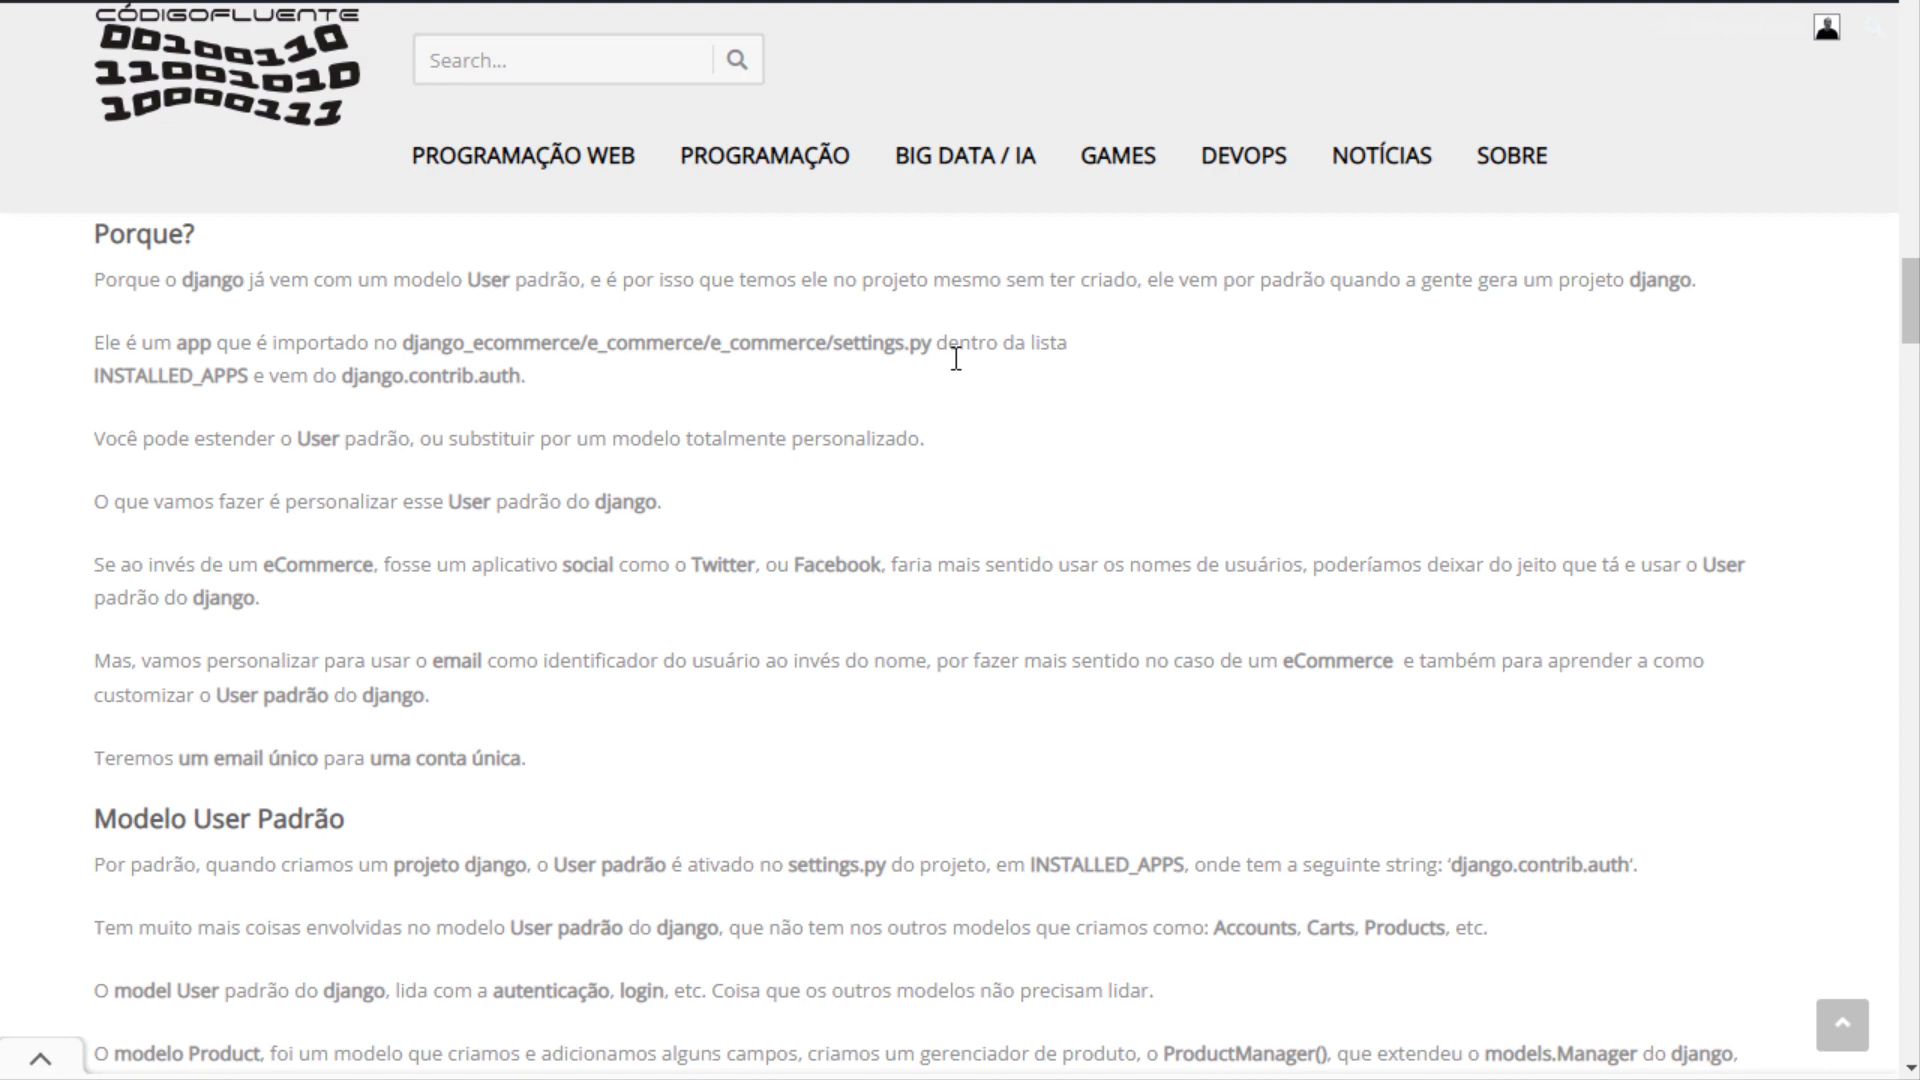 CÓDIGOFLUENTE
00100110
11001010
10000111
Search...
PROGRAMAÇÃO WEB PROGRAMAÇÃO BIG DATA / IA GAMES DEVOPS NOTÍCIAS SOBRE
Porque?
Porque o django já vem com um modelo User padrão, e é por isso que temos ele no projeto mesmo sem ter criado, ele vem por padrão quando a gente gera um projeto django.
Ele é um app que é importado no django_ecommerce/e_commerce/e_commerce/settings.py dentro da lista
INSTALLED_APPS e vem do django.contrib.auth.
Você pode estender o User padrão, ou substituir por um modelo totalmente personalizado.
O que vamos fazer é personalizar esse User padrão do django.
Se ao invés de um eCommerce, fosse um aplicativo social como o Twitter, ou Facebook, faria mais sentido usar os nomes de usuários, poderíamos deixar do jeito que tá e usar o User
padrão do django.
Mas, vamos personalizar para usar o email como identificador do usuário ao invés do nome, por fazer mais sentido no caso de um eCommerce e também para aprender a como
customizar o User padrão do django.
Teremos um email único para uma conta única.
Modelo User Padrão
Por padrão, quando criamos um projeto django, o User padrão é ativado no settings.py do projeto, em INSTALLED_APPS, onde tem a seguinte string: ‘django.contrib.auth‘.
Tem muito mais coisas envolvidas no modelo User padrão do django, que não tem nos outros modelos que criamos como: Accounts, Carts, Products, etc.
O model User padrão do django, lida com a autenticação, login, etc. Coisa que os outros modelos não precisam lidar.
O modelo Product, foi um modelo que criamos e adicionamos alguns campos, criamos um gerenciador de produto, o ProductManager(), que extendeu o models.Manager do django,